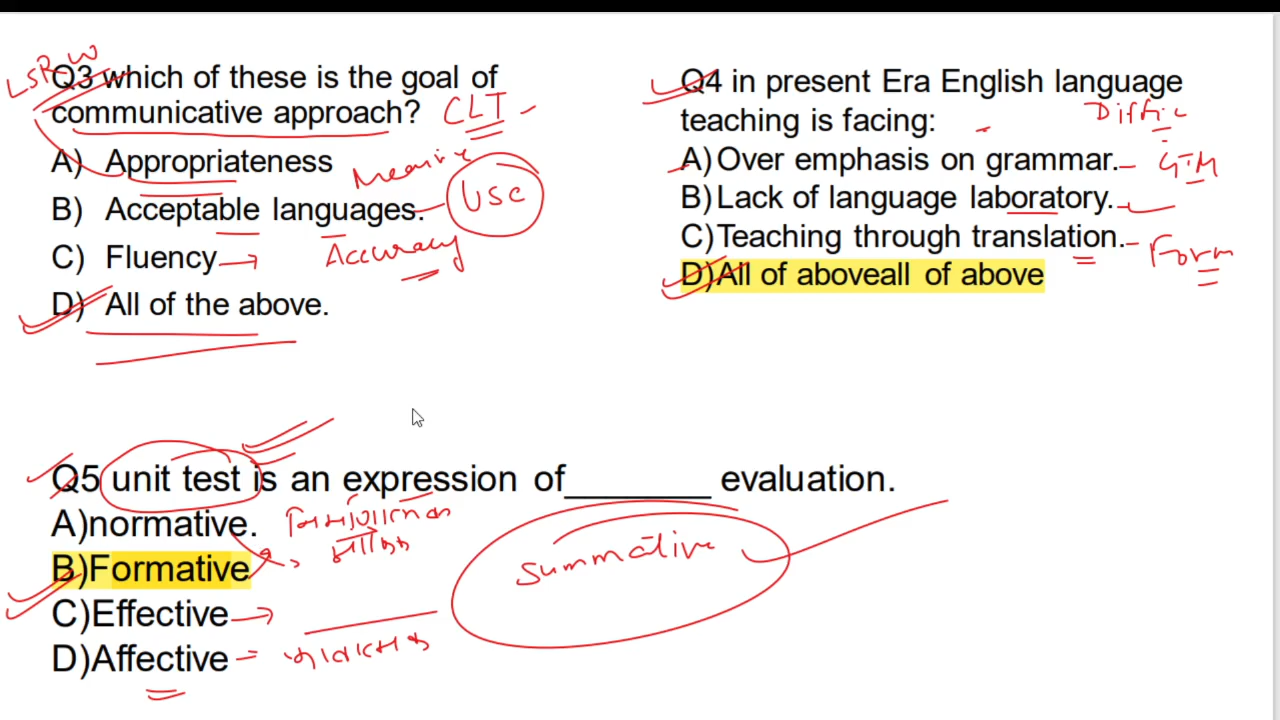 LSRW
Q3 which of these is the goal of
communicative approach?
CLT
A) Appropriateness
B) Acceptable languages.
Use
C) Fluency
Accuracy
D) All of the above.
Q4 in present Era English language
teaching is facing:
A) Over emphasis on grammar.
GTM
B) Lack of language laboratory.
C) Teaching through translation.
Form
D) All of aboveall of above
Q5 unit test is an expression of_______ evaluation.
A)normative.
B)Formative
Summative
C)Effective
D)Affective